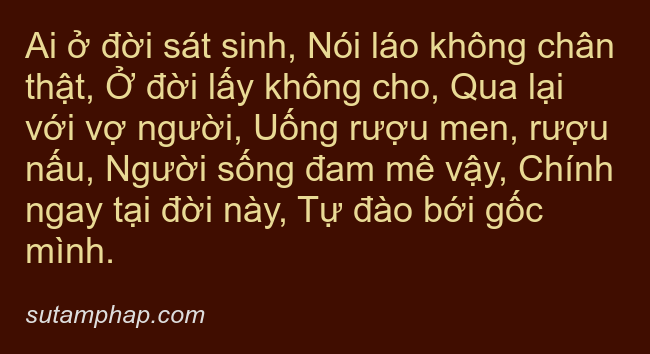 Ai ở đời sát sinh, Nói láo không chân
thật, Ở đời lấy không cho, Qua lại
với vợ người, Uống rượu men, rượu
nấu, Người sống đam mê vậy, Chính
ngay tại đời này, Tự đào bới gốc
mình.
sutamphap.com